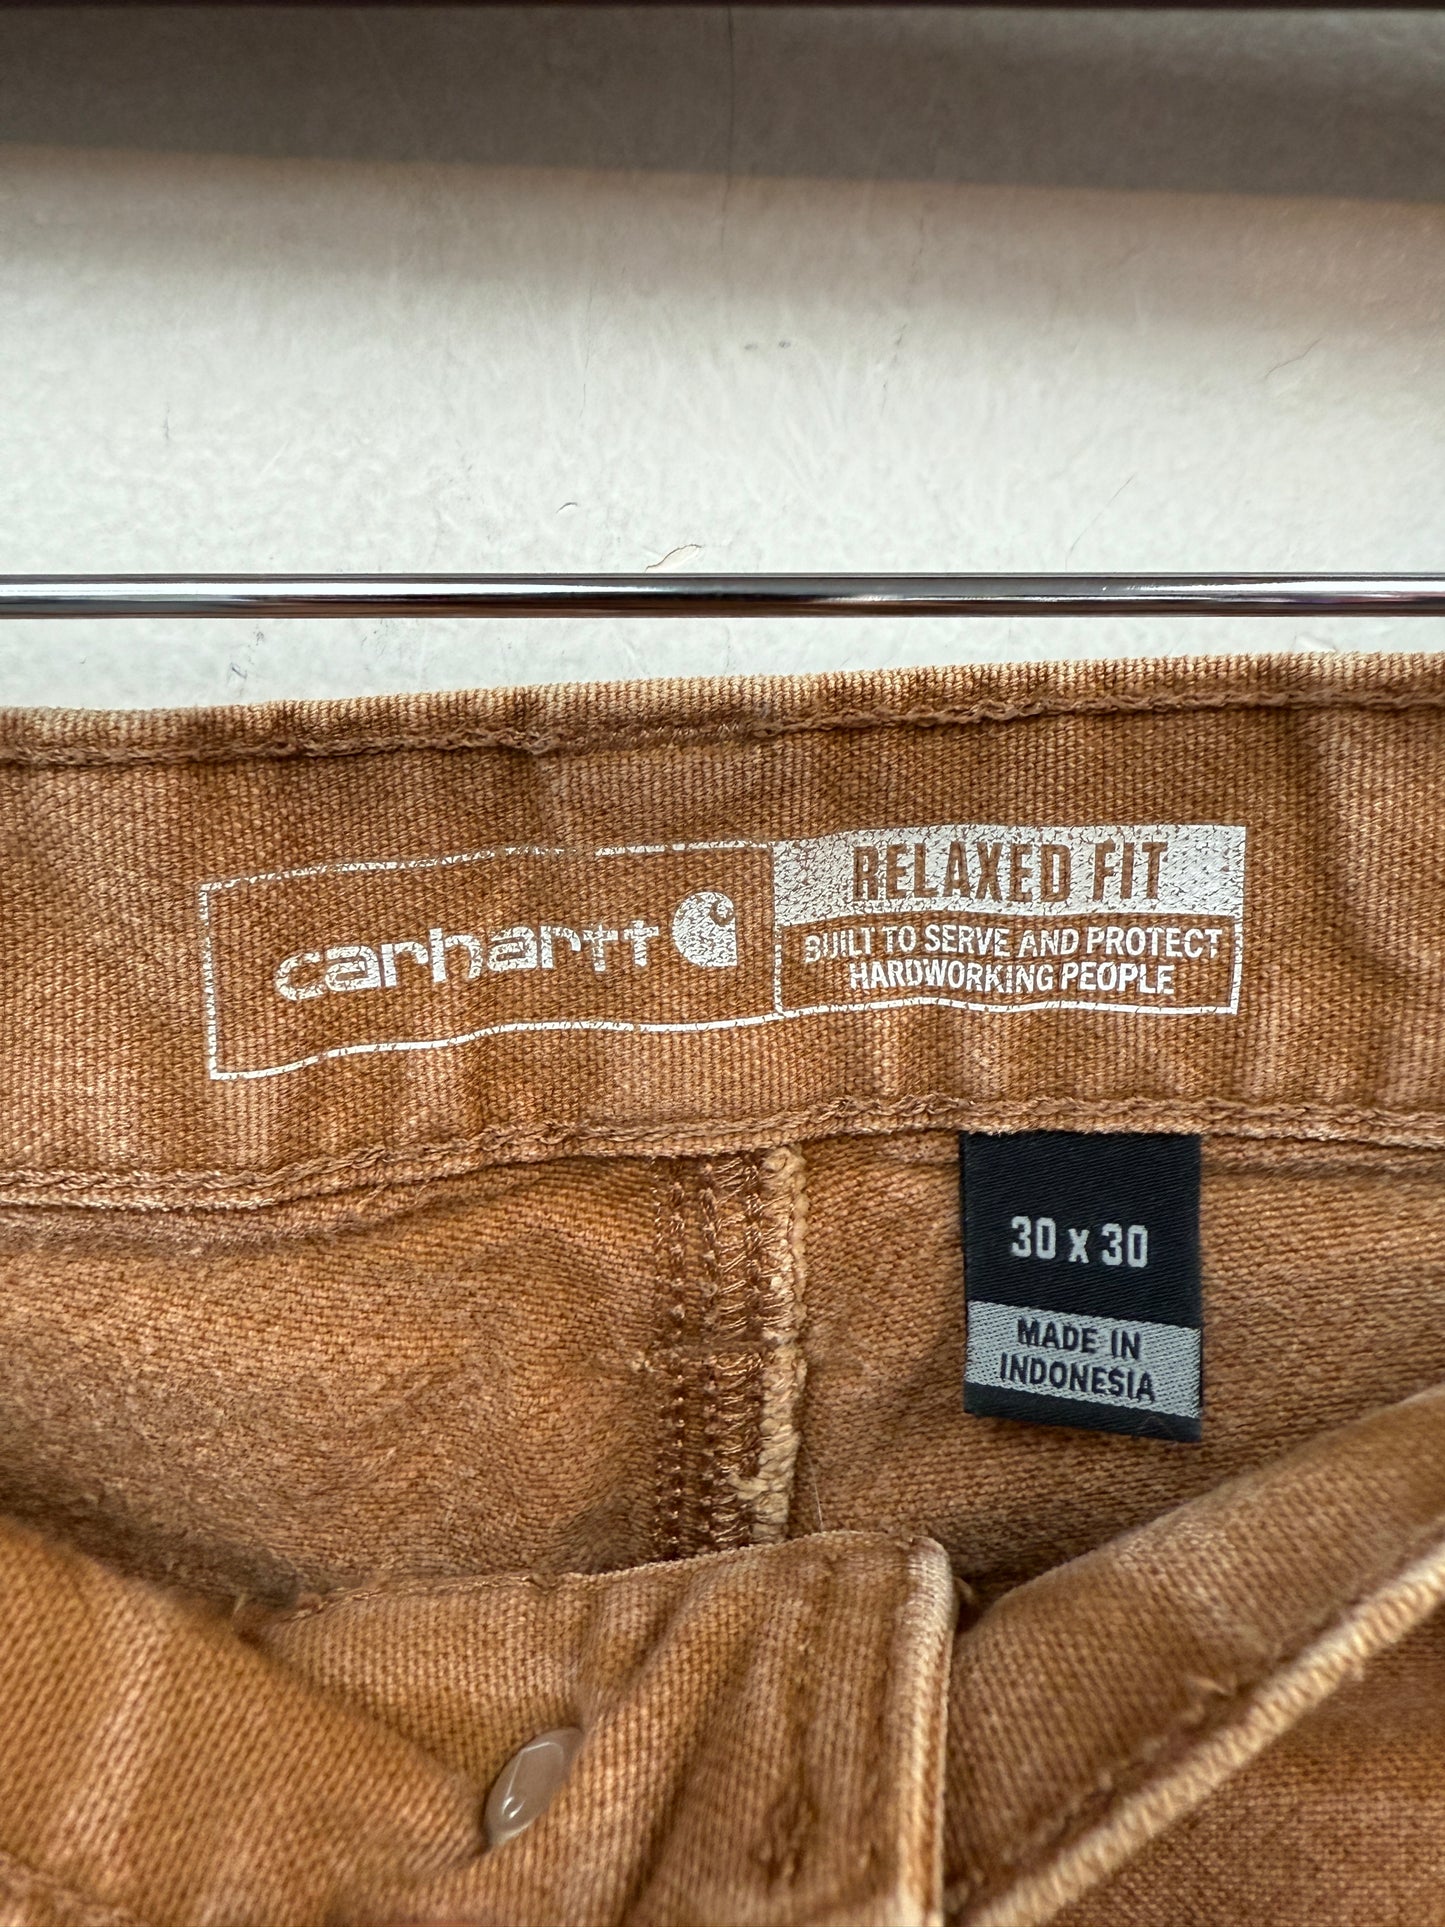 carhartt
RELAXED FIT
BUILT TO SERVE AND PROTECT
HARDWORKING PEOPLE
30 x 30
MADE IN
INDONESIA